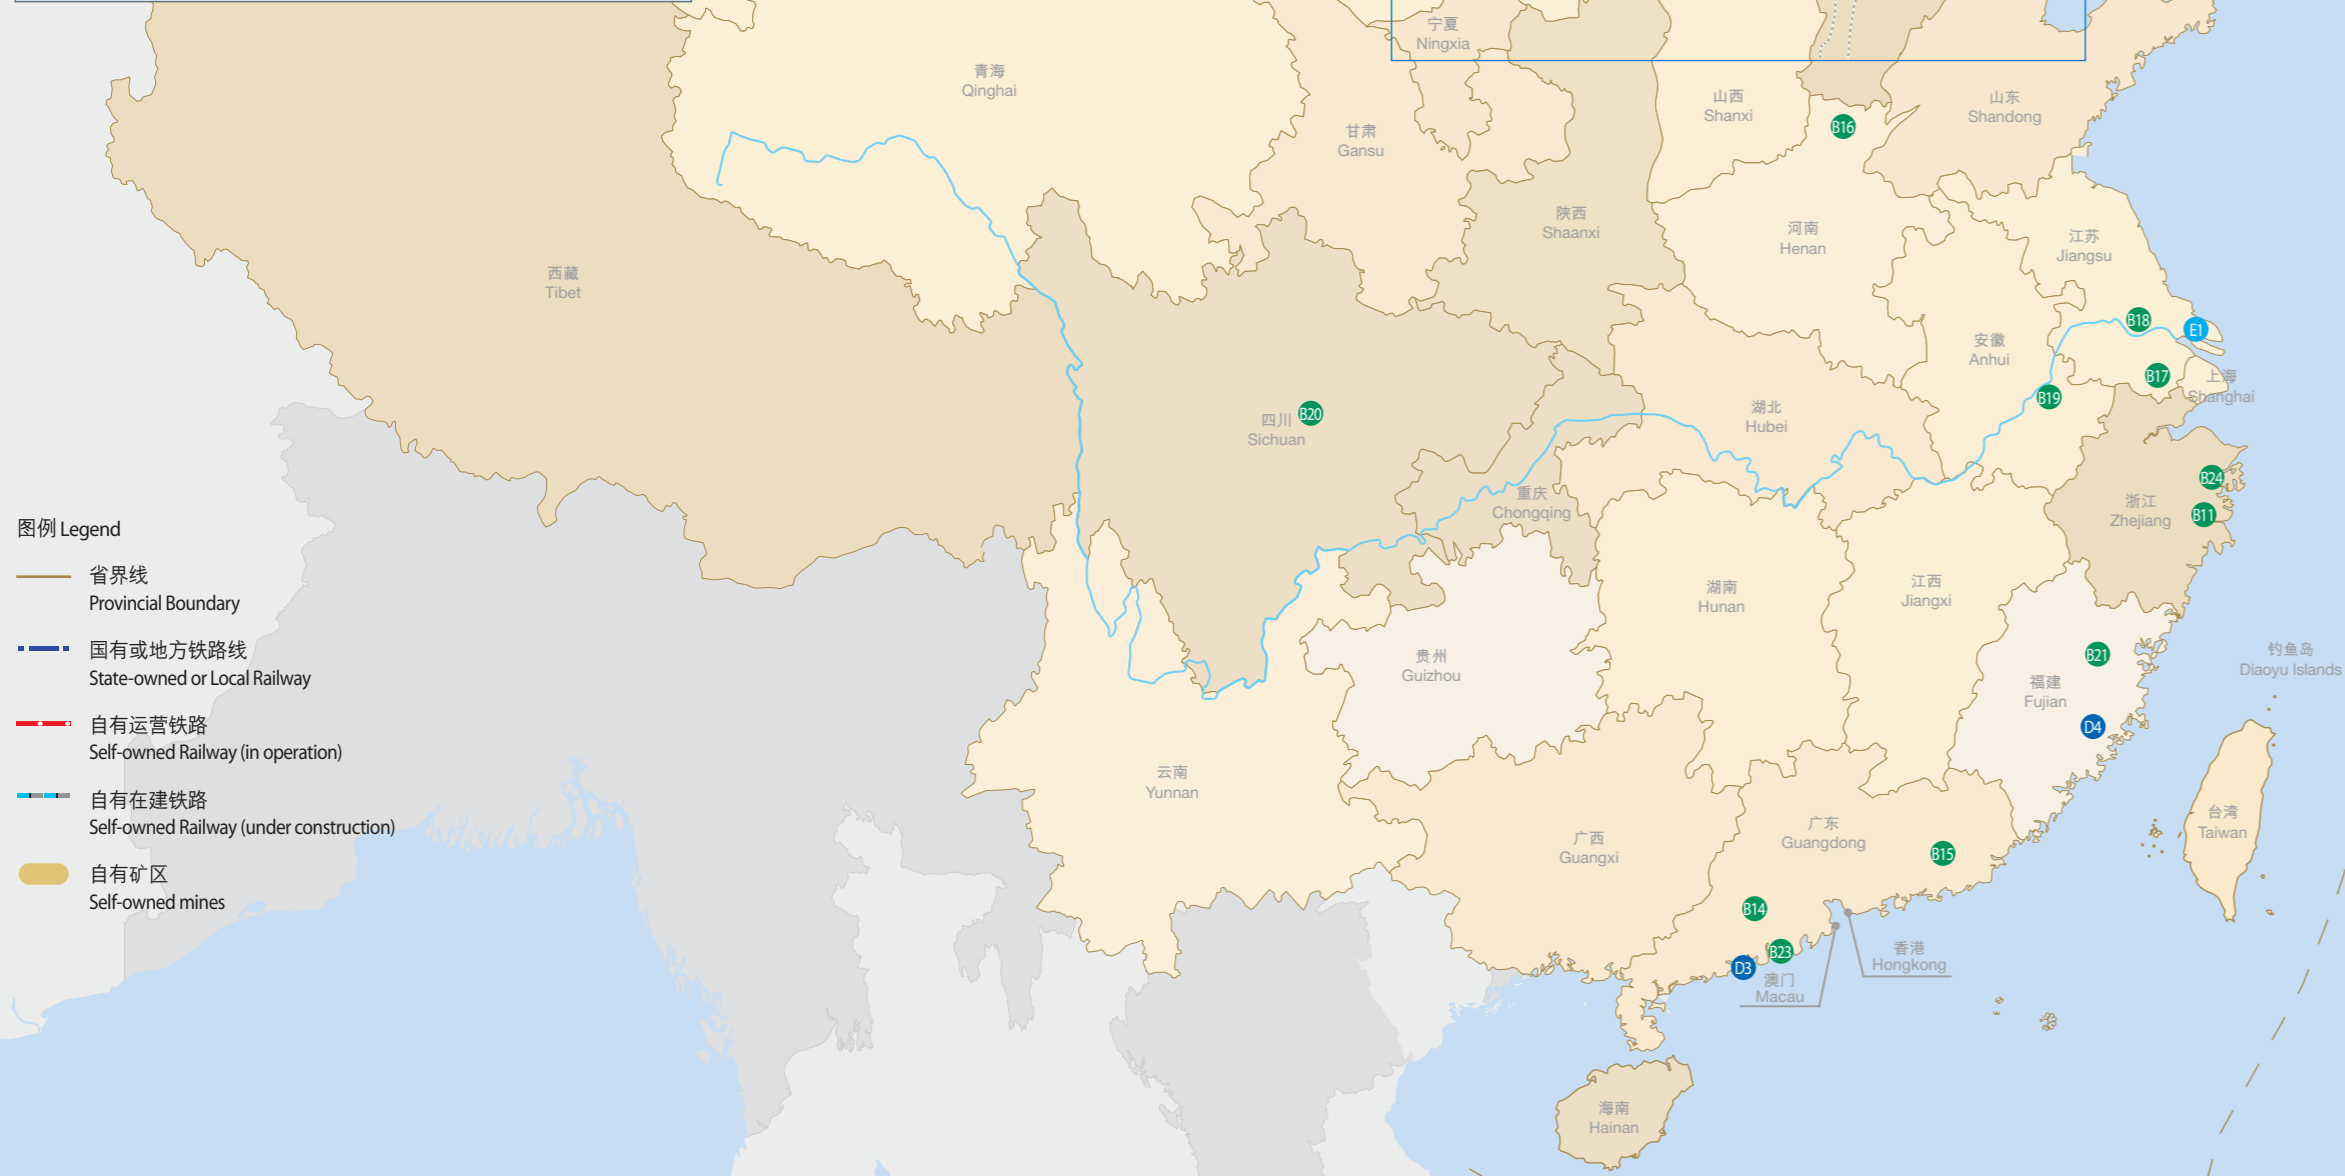 宁夏
Ningxia
青海
Qinghai
山西
Shanxi
山东
Shandong
B16
甘肃
Gansu
陕西
Shaanxi
河南
Henan
江苏
Jiangsu
西藏
Tibet
B18
E1
安徽
Anhui
B17
上海
Shanghai
B19
四川
Sichuan
B20
湖北
Hubei
B24
重庆
Chongqing
浙江
Zhejiang
B11
图例 Legend
省界线
Provincial Boundary
国有或地方铁路线
State-owned or Local Railway
自有运营铁路
Self-owned Railway (in operation)
自有在建铁路
Self-owned Railway (under construction)
自有矿区
Self-owned mines
湖南
Hunan
江西
Jiangxi
贵州
Guizhou
B21
钓鱼岛
Diaoyu Islands
福建
Fujian
D4
云南
Yunnan
广西
Guangxi
广东
Guangdong
台湾
Taiwan
B15
B14
B23
D3
香港
Hongkong
澳门
Macau
海南
Hainan